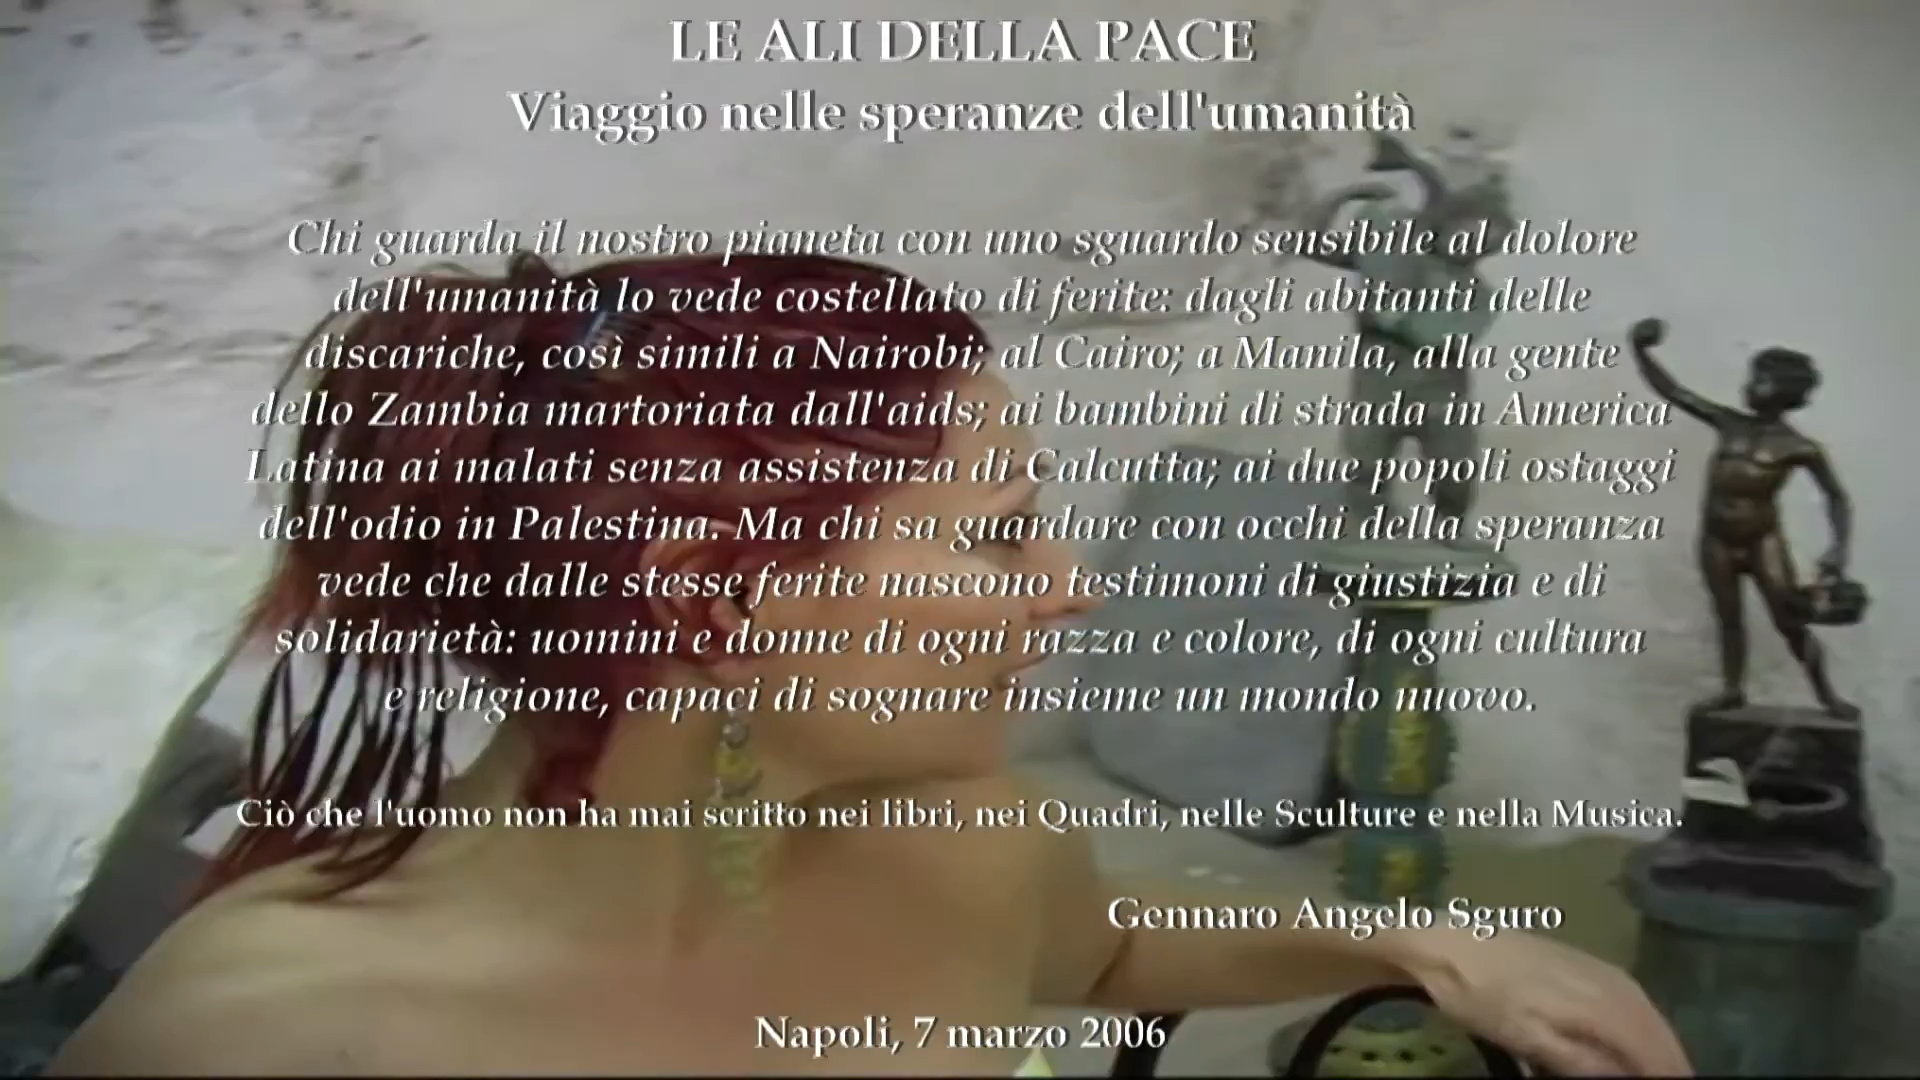 LE ALI DELLA PACE
Viaggio nelle speranze dell'umanità
Chi guarda il nostro pianeta con uno sguardo sensibile al dolore
dell'umanità lo vede costellato di ferite: dagli abitanti delle
discariche, così simili a Nairobi; al Cairo; a Manila, alla gente
dello Zambia martoriata dall'aids; ai bambini di strada in America
Latina ai malati senza assistenza di Calcutta; ai due popoli ostaggi
dell'odio in Palestina. Ma chi sa guardare con occhi della speranza
vede che dalle stesse ferite nascono testimoni di giustizia e di
solidarietà: uomini e donne di ogni razza e colore, di ogni cultura
e religione, capaci di sognare insieme un mondo nuovo.
Ciò che l'uomo non ha mai scritto nei libri, nei Quadri, nelle Sculture e nella Musica.
Gennaro Angelo Sguro
Napoli, 7 marzo 2006